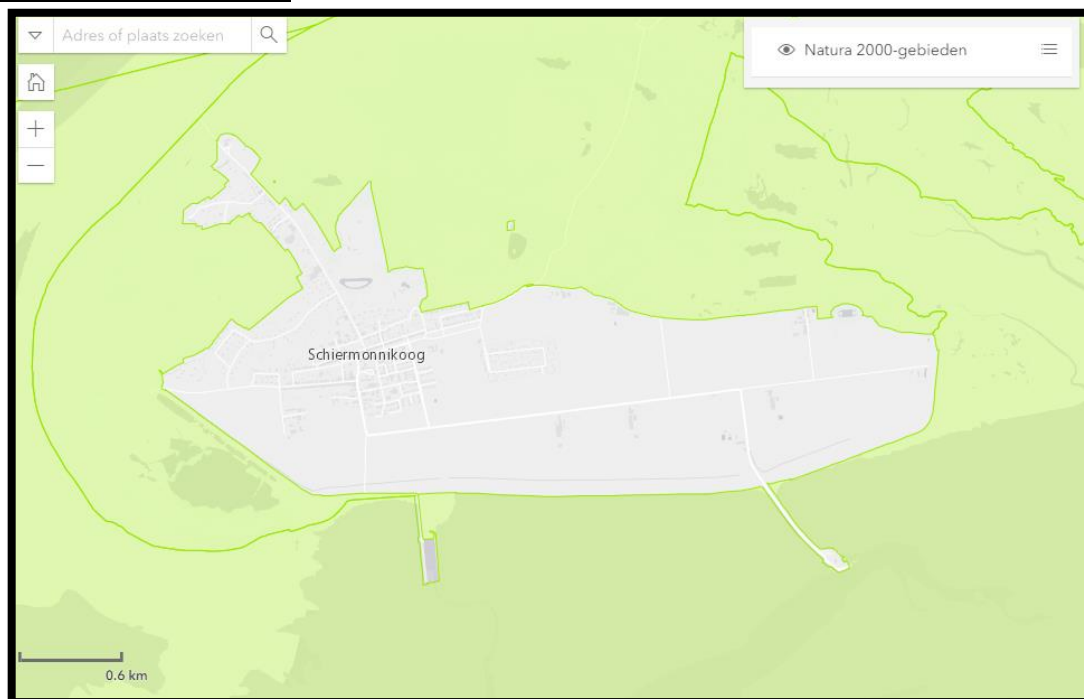 Adres of plaats zoeken
Natura 2000-gebieden
Schiermonnikoog
0.6 km